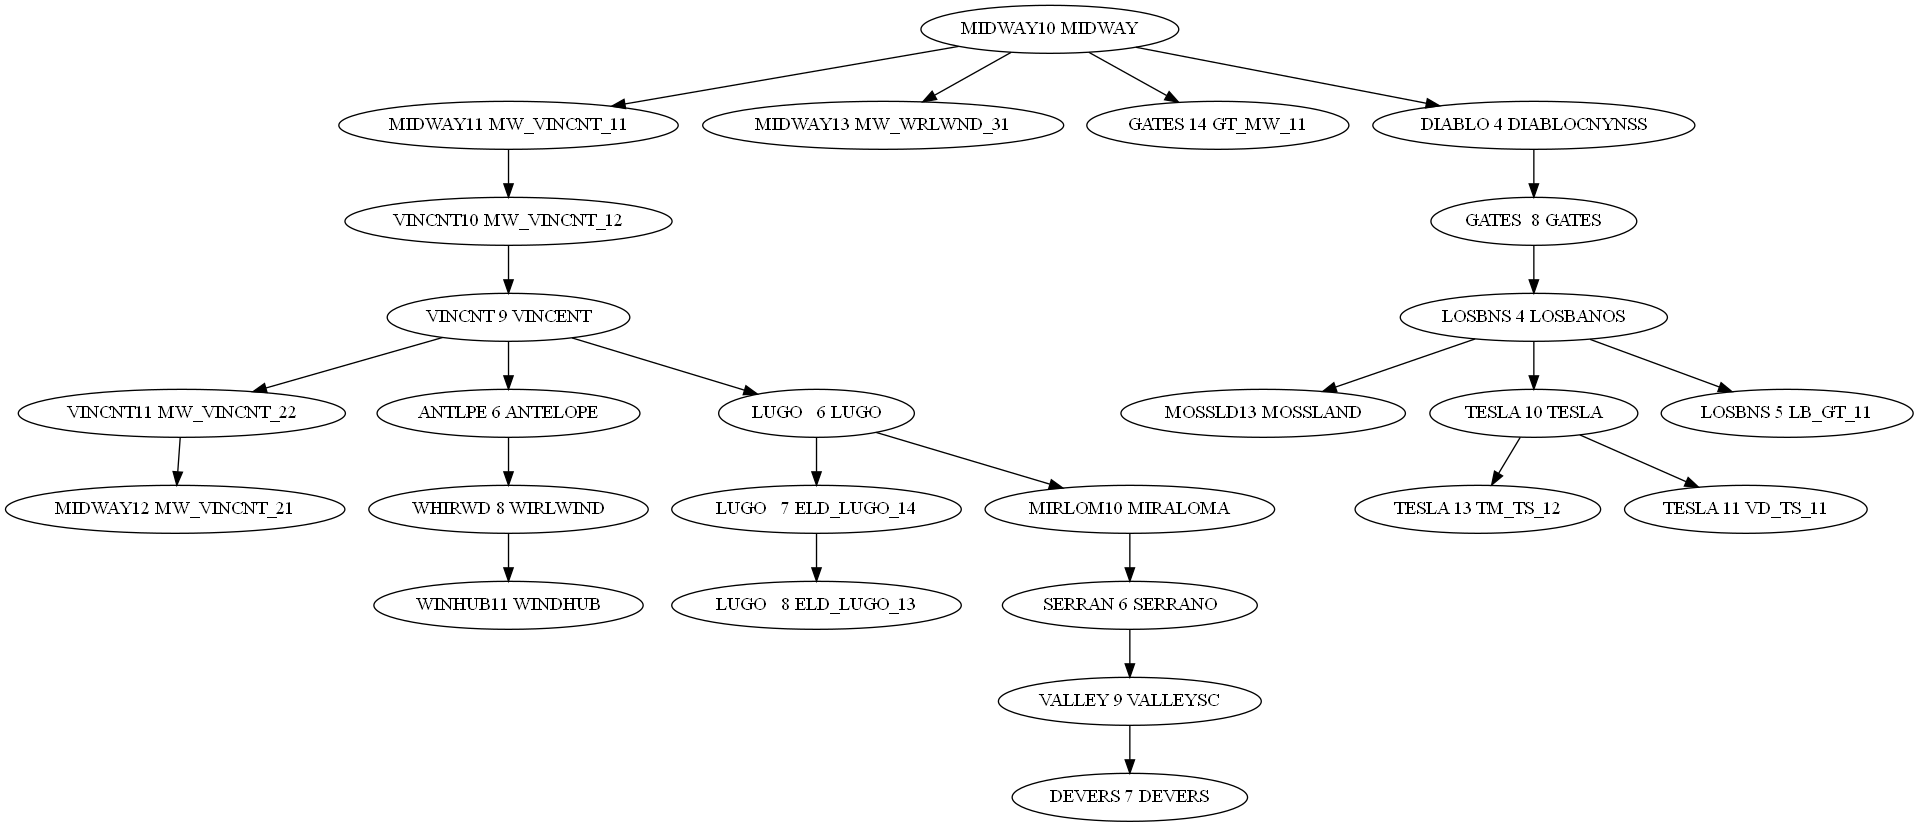 MIDWAY10 MIDWAY
MIDWAY11 MW_VINCNT_11
MIDWAY13 MW_WRLWND_31
GATES 14 GT_MW_11
DIABLO 4 DIABLOCNYNSS
VINCNT10 MW_VINCNT_12
GATES  8 GATES
VINCNT 9 VINCENT
LOSBNS 4 LOSBANOS
VINCNT11 MW_VINCNT_22
ANTLPE 6 ANTELOPE
LUGO   6 LUGO
MOSSLD13 MOSSLAND
TESLA 10 TESLA
LOSBNS 5 LB_GT_11
MIDWAY12 MW_VINCNT_21
WHIRWD 8 WIRLWIND
LUGO   7 ELD_LUGO_14
MIRLOM10 MIRALOMA
TESLA 13 TM_TS_12
TESLA 11 VD_TS_11
WINHUB11 WINDHUB
LUGO   8 ELD_LUGO_13
SERRAN 6 SERRANO
VALLEY 9 VALLEYSC
DEVERS 7 DEVERS